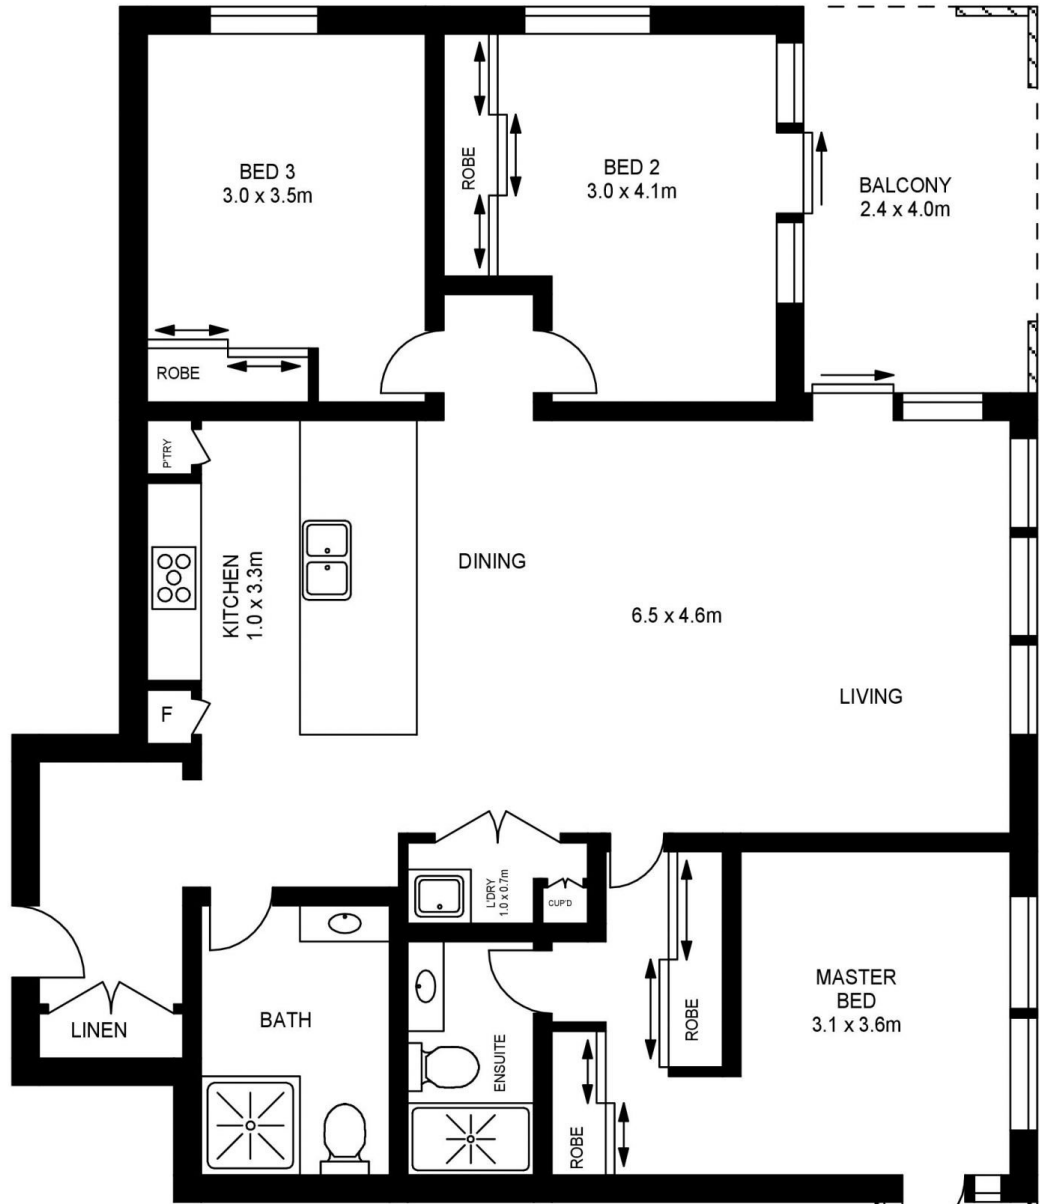 BED 3
3.0 x 3.5m
ROBE
BED 2
3.0 x 4.1m
BALCONY
2.4 x 4.0m
ROBE
P'TRY
KITCHEN
1.0 x 3.3m
DINING
6.5 x 4.6m
LIVING
F
L'DRY
1.0 x 0.7m
CUP'D
LINEN
BATH
ENSUITE
ROBE
MASTER
BED
3.1 x 3.6m
ROBE